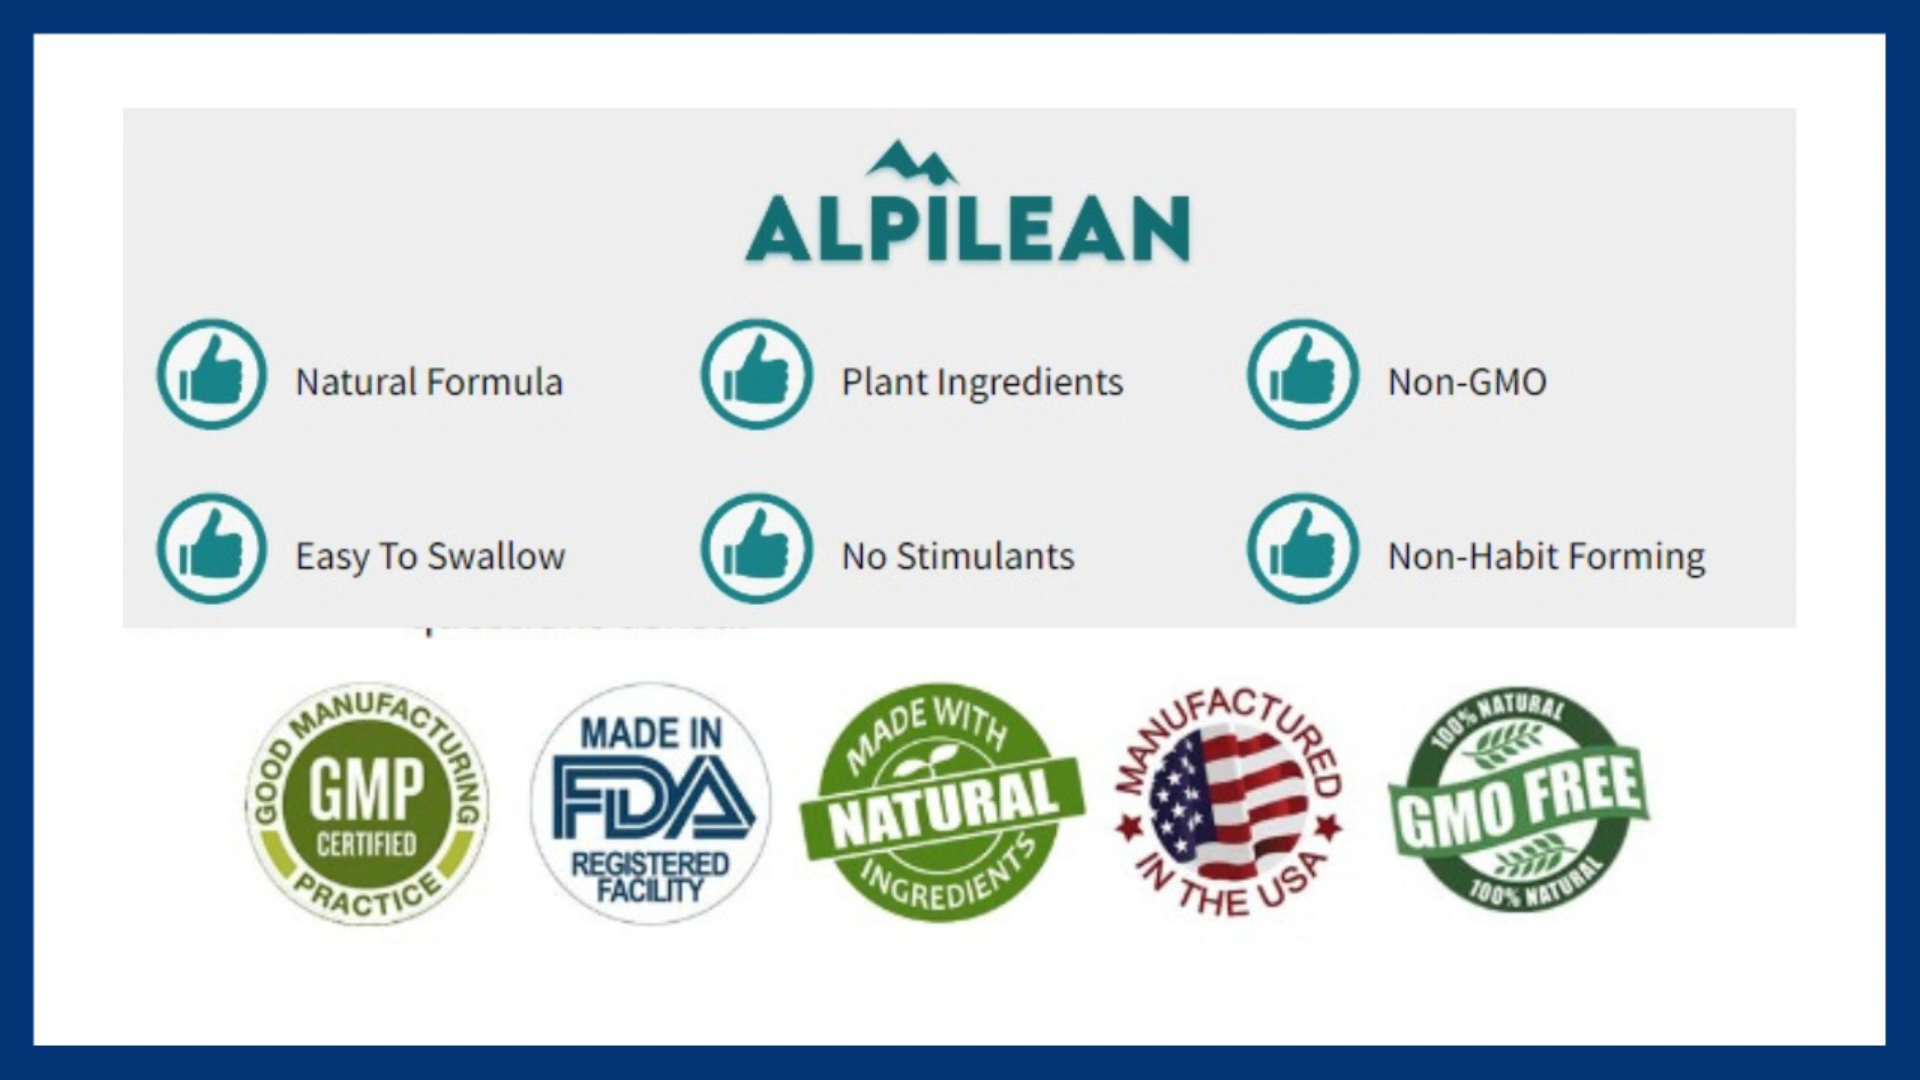 ALPILEAN
Natural Formula
Plant Ingredients
Non-GMO
Easy To Swallow
No Stimulants
Non-Habit Forming
GOOD MANUFACTURING
GMP
CERTIFIED
PRACTICE
MADE IN
FDA
REGISTERED
FACILITY
MADE WITH
NATURAL
INGREDIENTS
MANUFACTURED
IN THE USA
100% NATURAL
GMO FREE
100% NATURAL